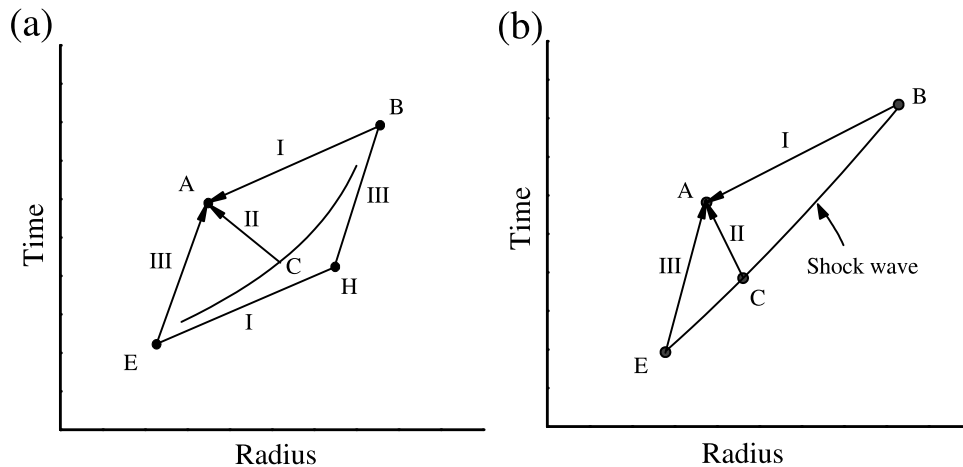 (a)
B
I
A
III
II
III
C
H
I
E
Time
Radius
(b)
B
I
A
II
III
Shock wave
C
E
Time
Radius